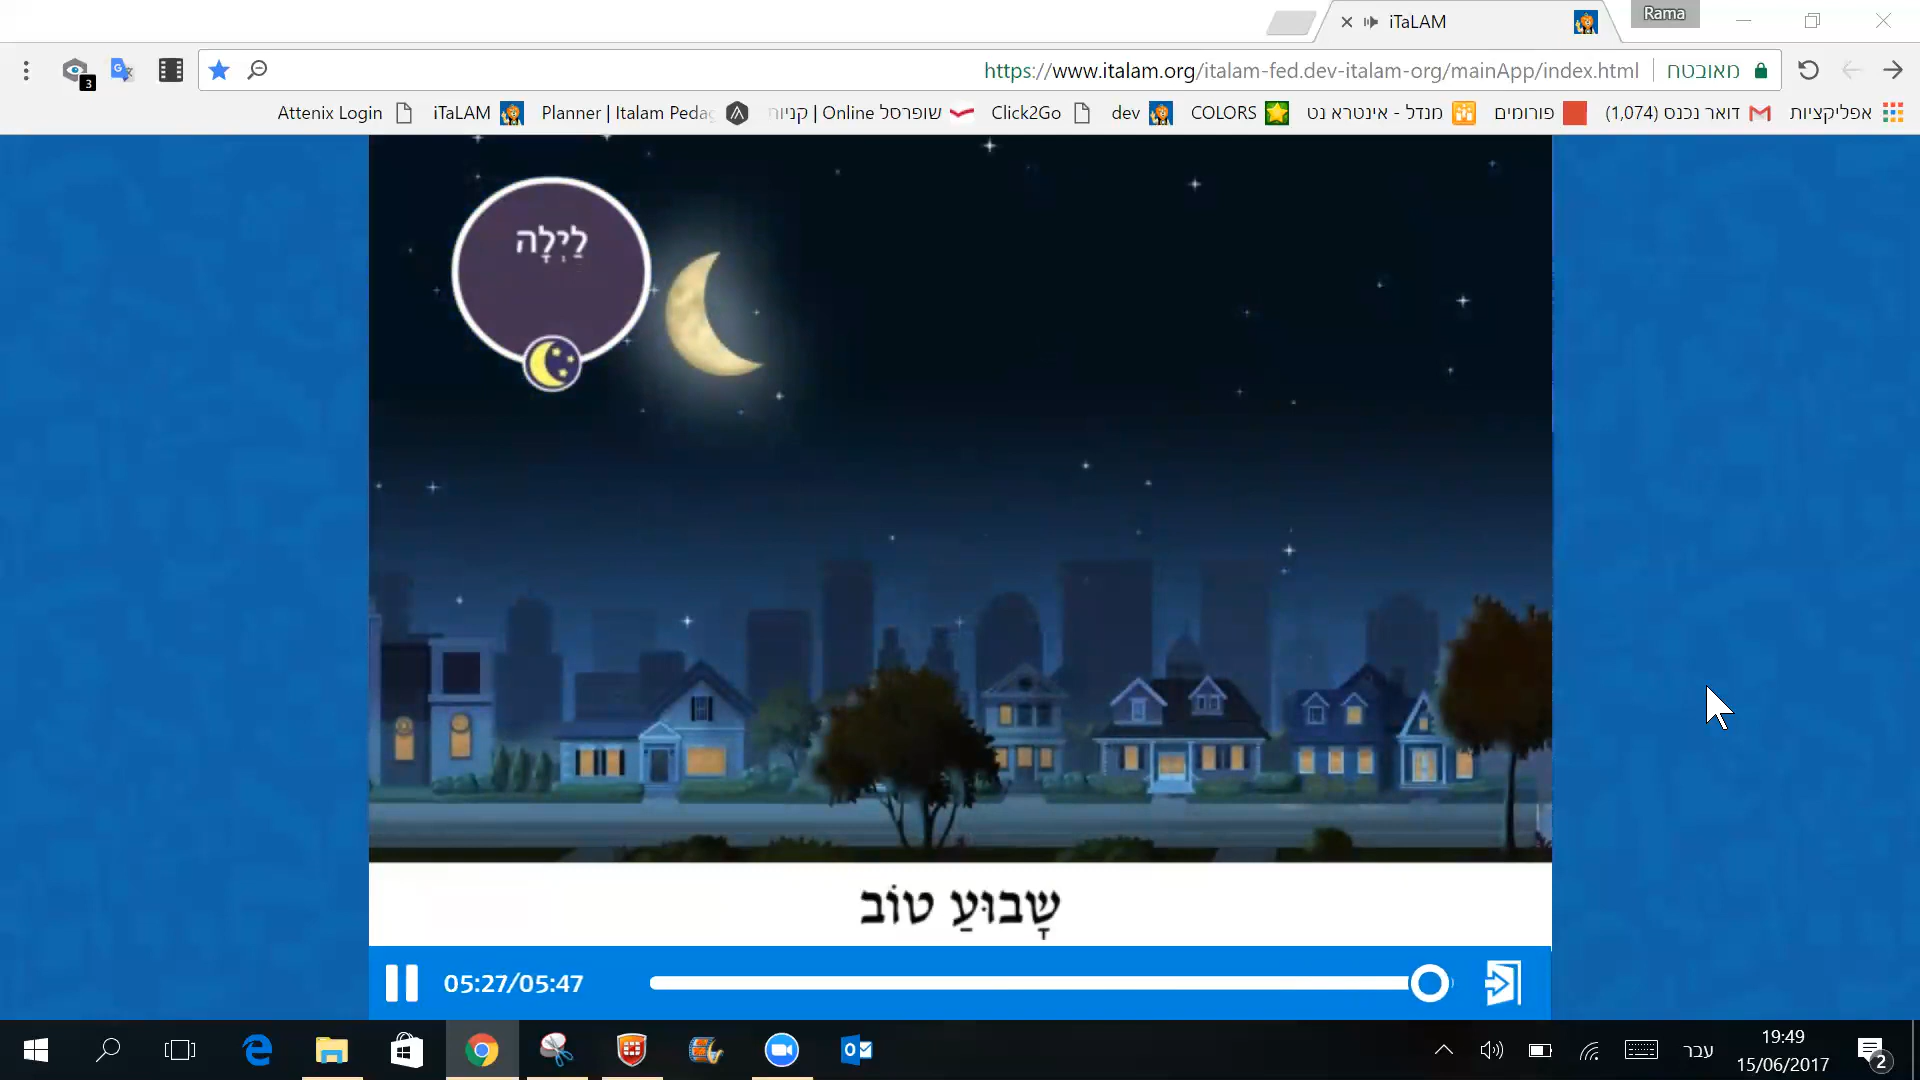 iTaLAM
Rama
https://www.italam.org/italam-fed.dev-italam-org/mainApp/index.html
מאובטח
אפליקציות
דואר נכנס (1,074)
פורומים
מנדל - אינטרא נט
COLORS
dev
Click2Go
שופרסל Online | קניות
Planner | Italam Pedag
iTaLAM
Attenix Login
3
לַיְלָה
שָׁבוּעַ טוֹב
05:27/05:47
עבר
19:49
15/06/2017
2